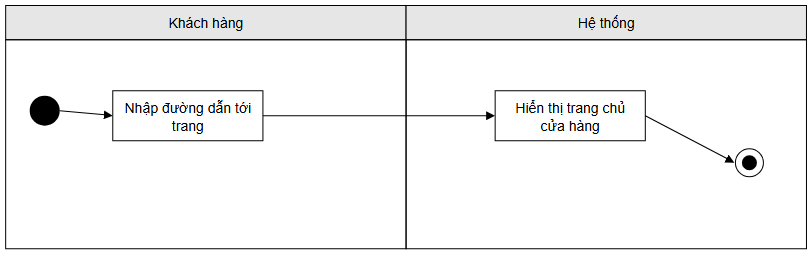 Khách hàng
Hệ thống
Nhập đường dẫn tới
trang
Hiển thị trang chủ
cửa hàng